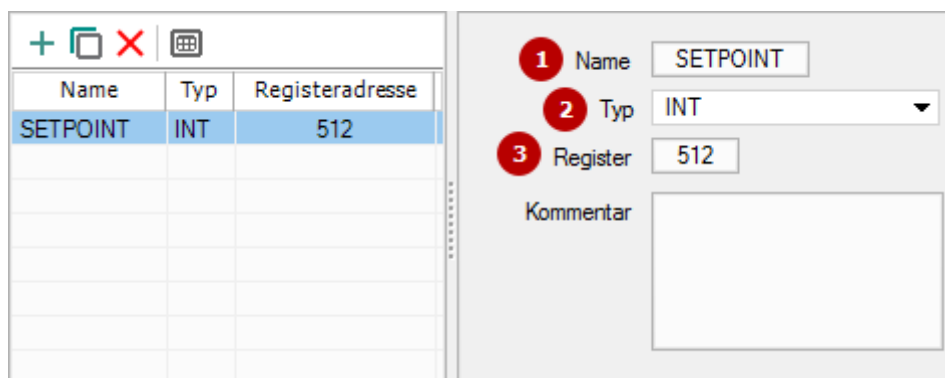 Name Typ Registeradresse
SETPOINT INT 512
1 Name SETPOINT
2 Typ INT
3 Register 512
Kommentar